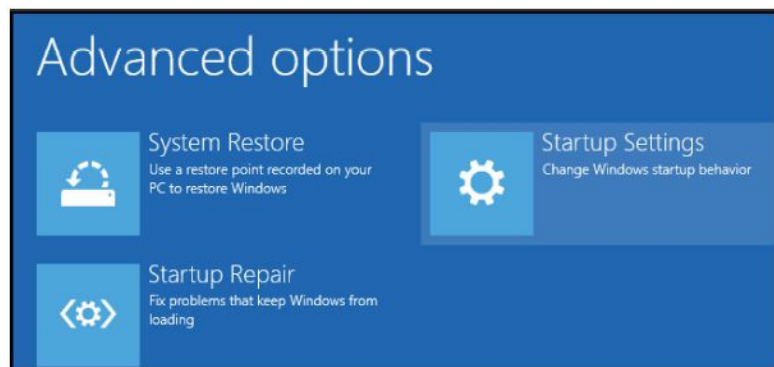 Advanced options
System Restore
Use a restore point recorded on your
PC to restore Windows
Startup Settings
Change Windows startup behavior
Startup Repair
Fix problems that keep Windows from
loading